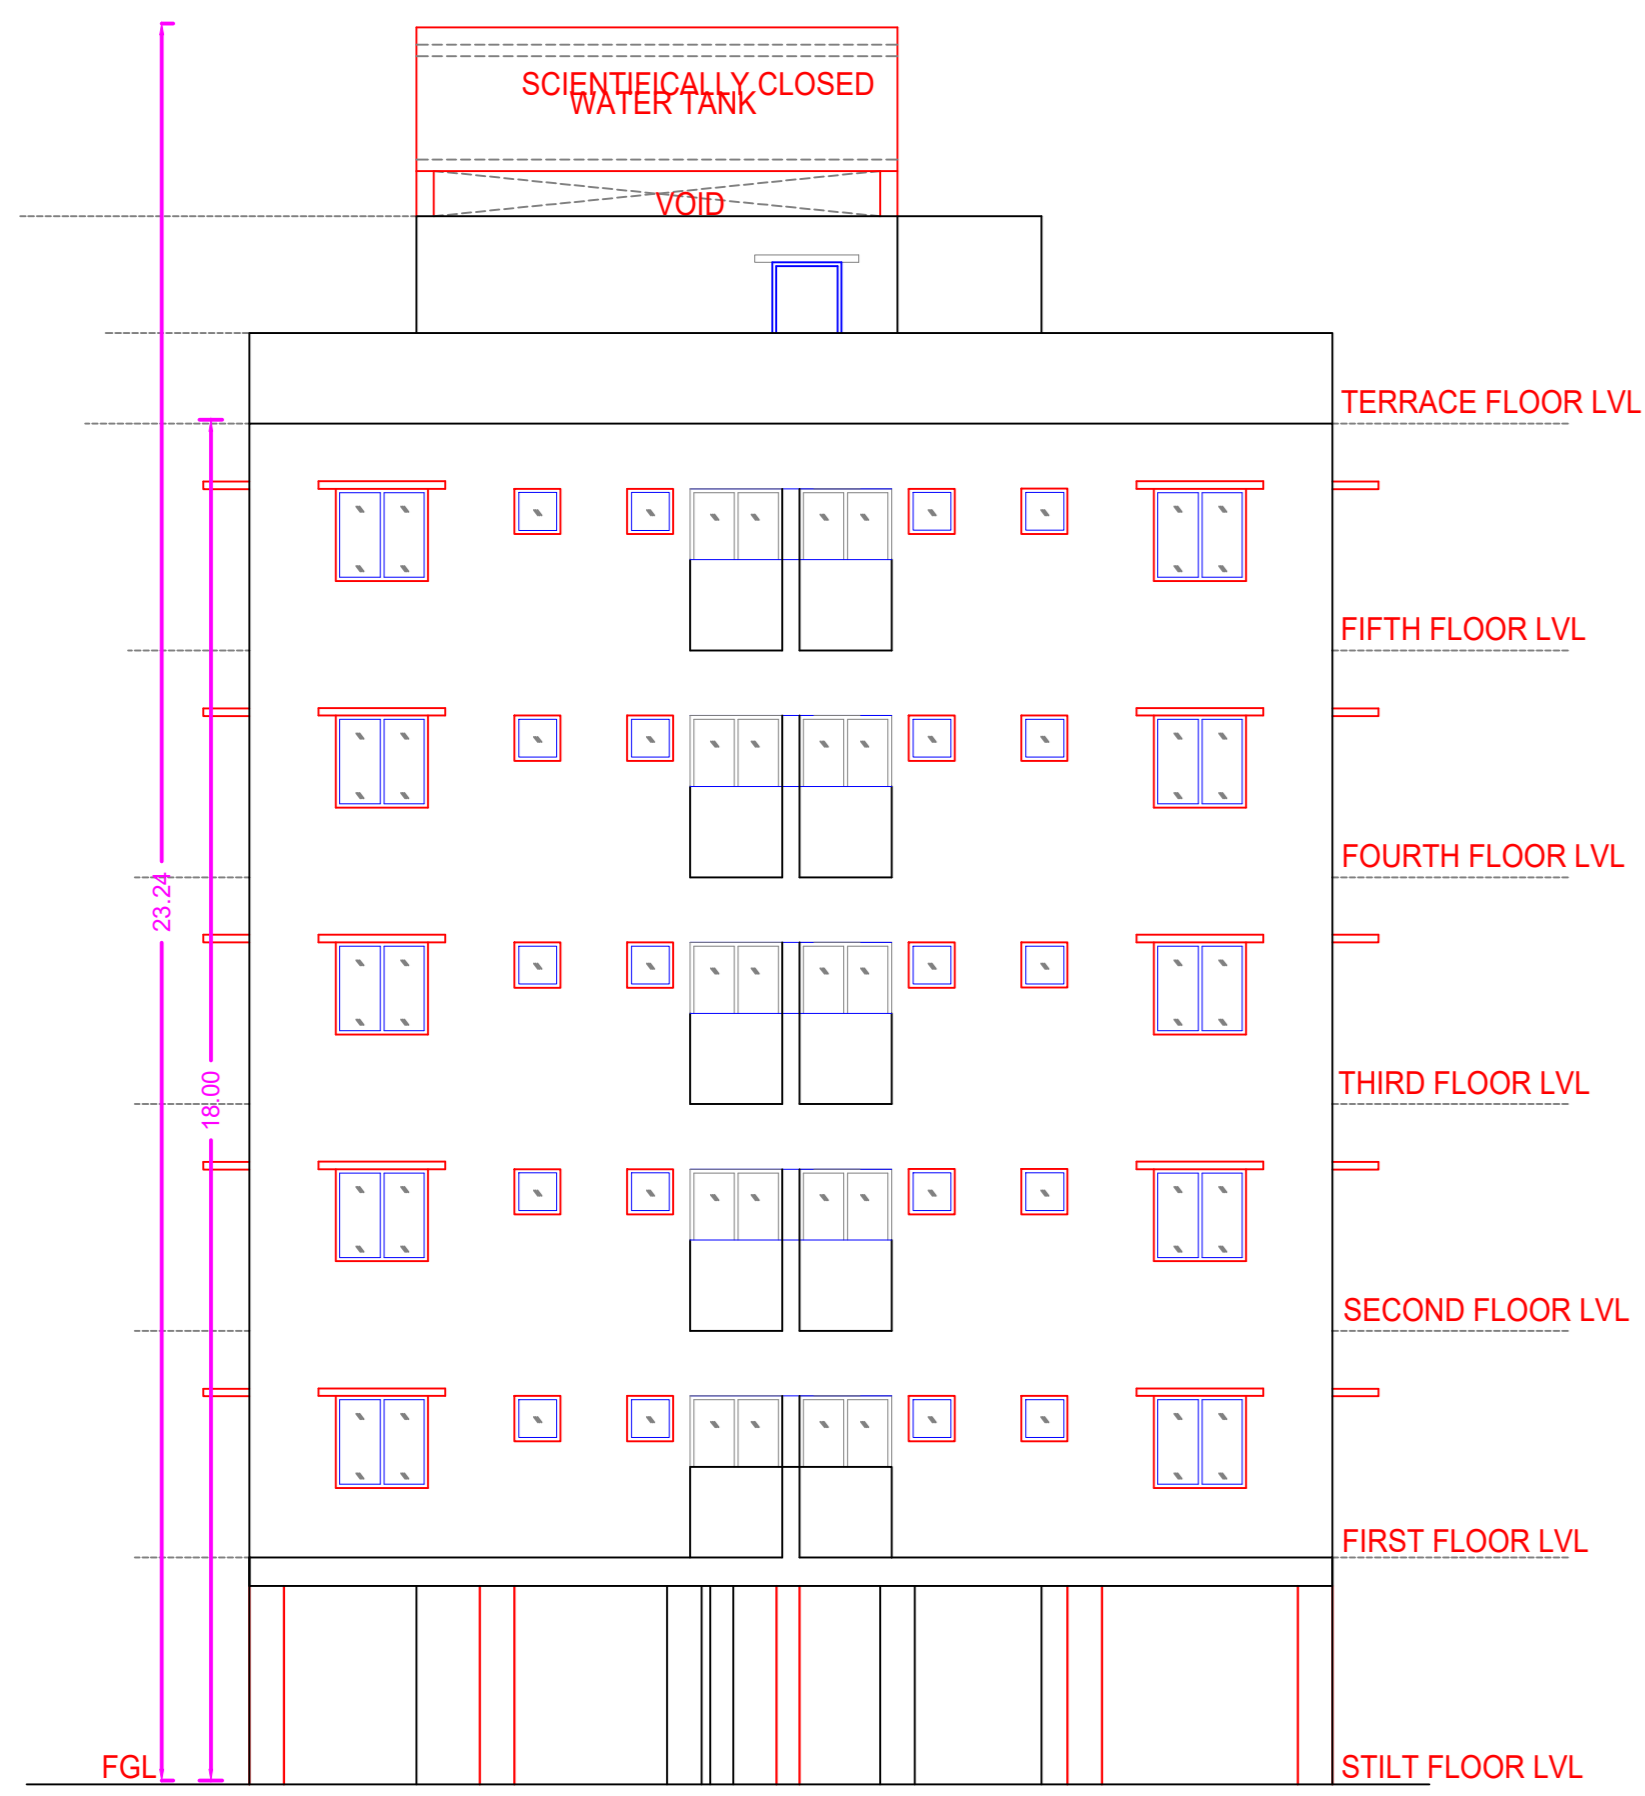 SCIENTIFICALLY CLOSED
WATER TANK
VOID
TERRACE FLOOR LVL
FIFTH FLOOR LVL
FOURTH FLOOR LVL
23.24
18.00
THIRD FLOOR LVL
SECOND FLOOR LVL
FIRST FLOOR LVL
FGL
STILT FLOOR LVL